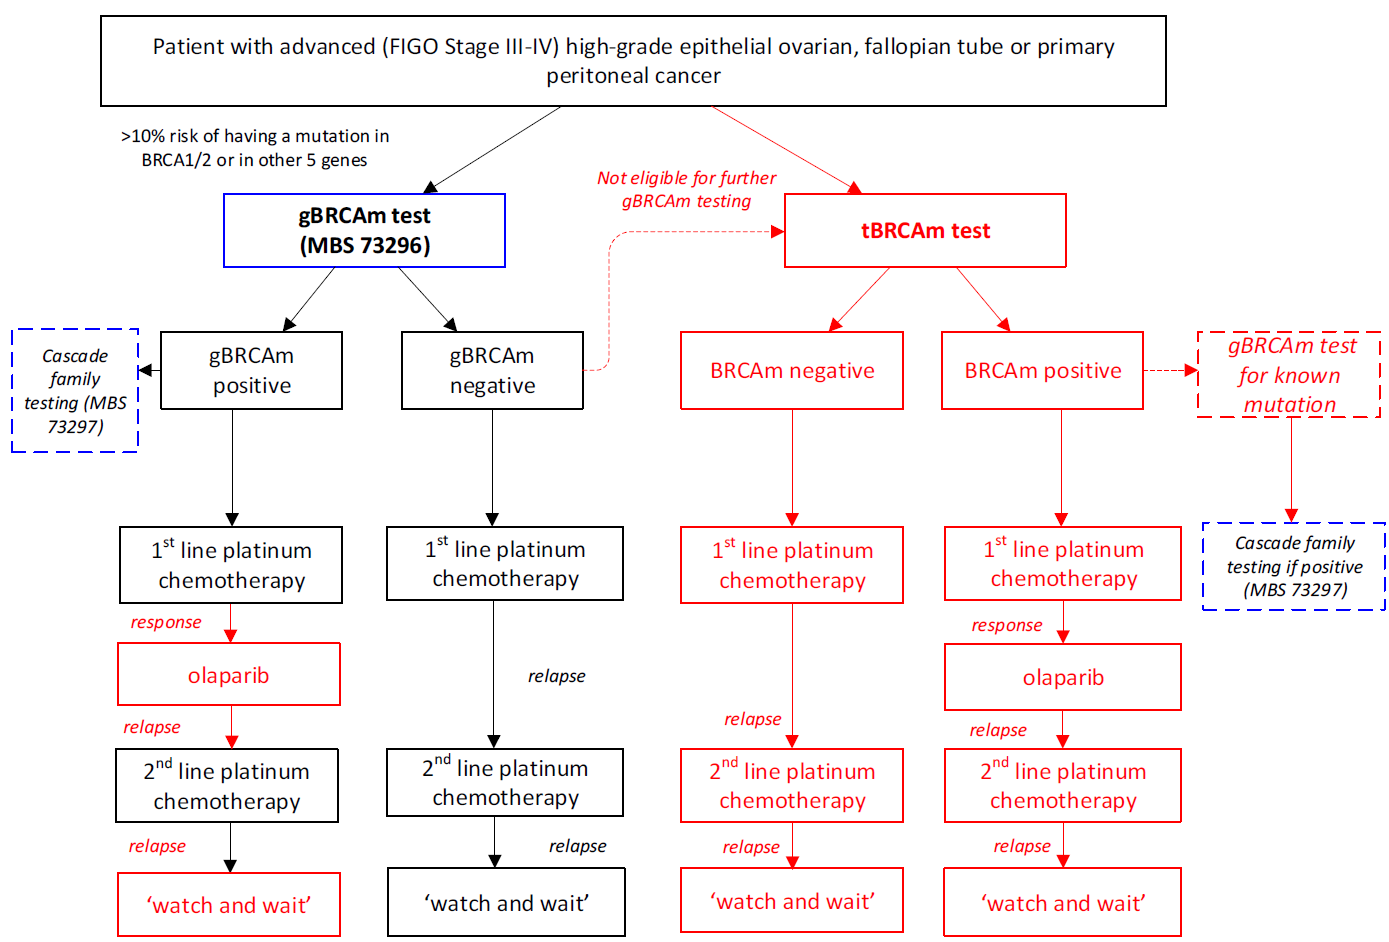 Patient with advanced (FIGO Stage III-IV) high-grade epithelial ovarian, fallopian tube or primary
peritoneal cancer
>10% risk of having a mutation in
BRCA1/2 or in other 5 genes
Not eligible for further
gBRCAm testing
gBRCAm test
(MBS 73296)
tBRCAm test
Cascade
family
testing (MBS
73297)
gBRCAm
positive
gBRCAm
negative
BRCAm negative
BRCAm positive
gBRCAm test
for known
mutation
1st line platinum
chemotherapy
1st line platinum
chemotherapy
1st line platinum
chemotherapy
1st line platinum
chemotherapy
Cascade family
testing if positive
(MBS 73297)
response
response
olaparib
relapse
olaparib
relapse
relapse
relapse
2nd line platinum
chemotherapy
2nd line platinum
chemotherapy
2nd line platinum
chemotherapy
2nd line platinum
chemotherapy
relapse
relapse
relapse
relapse
‘watch and wait’
‘watch and wait’
‘watch and wait’
‘watch and wait’